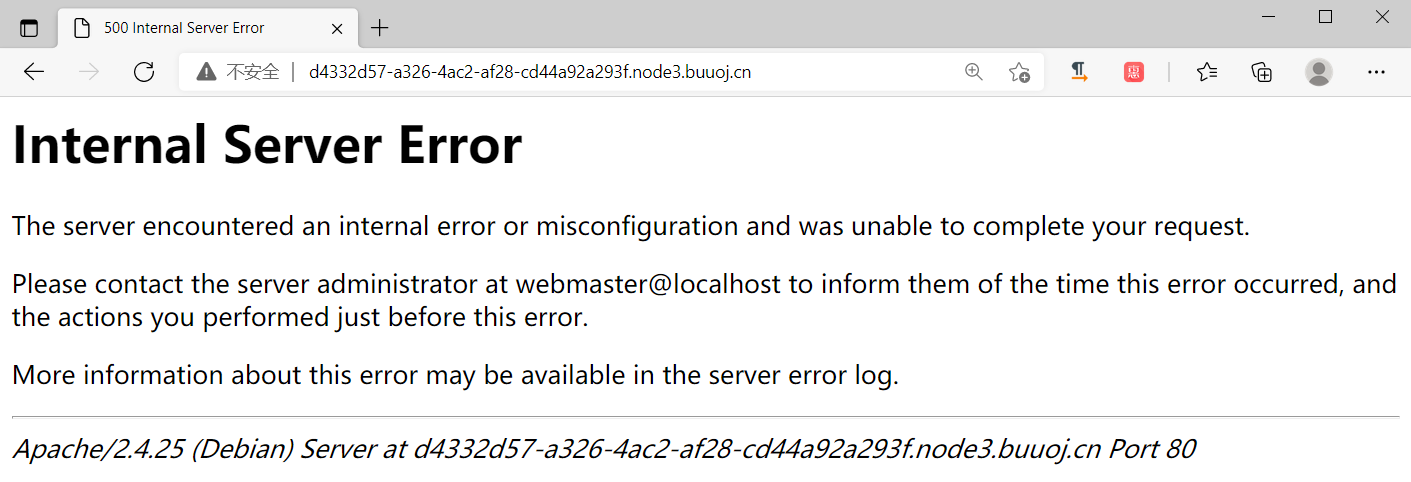 500 Internal Server Error
不安全 d4332d57-a326-4ac2-af28-cd44a92a293f.node3.buuoj.cn
惠
Internal Server Error
The server encountered an internal error or misconfiguration and was unable to complete your request.
Please contact the server administrator at webmaster@localhost to inform them of the time this error occurred, and
the actions you performed just before this error.
More information about this error may be available in the server error log.
Apache/2.4.25 (Debian) Server at d4332d57-a326-4ac2-af28-cd44a92a293f.node3.buuoj.cn Port 80